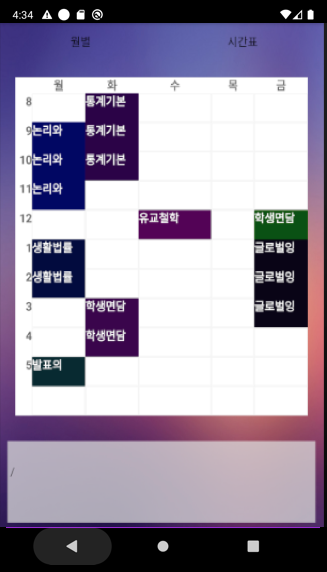 4:34
월별 시간표
월 화 수 목 금
8 통계기본
9 논리와 통계기본
10 논리와 통계기본
11 논리와
12 유교철학 학생면담
1 생활법률 글로벌잉
2 생활법률 글로벌잉
3 학생면담 글로벌잉
4 학생면담
5 발표의
/